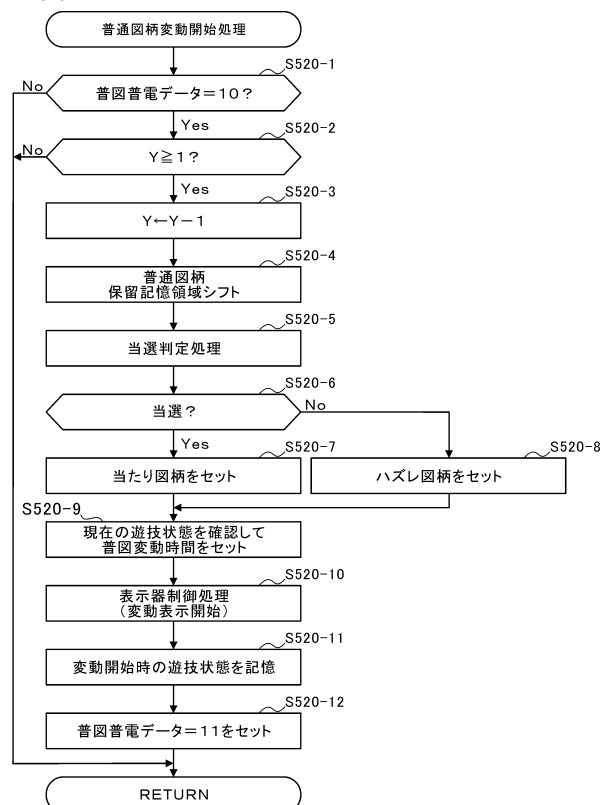 普通図柄変動開始処理
S520-1
No
普図普電データ=10?
Yes
S520-2
No
Y≧1?
Yes
S520-3
Y←Y-1
S520-4
普通図柄
保留記憶領域シフト
S520-5
当選判定処理
S520-6
当選?
No
Yes
S520-7
当たり図柄をセット
S520-8
ハズレ図柄をセット
S520-9
現在の遊技状態を確認して
普図変動時間をセット
S520-10
表示器制御処理
(変動表示開始)
S520-11
変動開始時の遊技状態を記憶
S520-12
普図普電データ=11をセット
RETURN